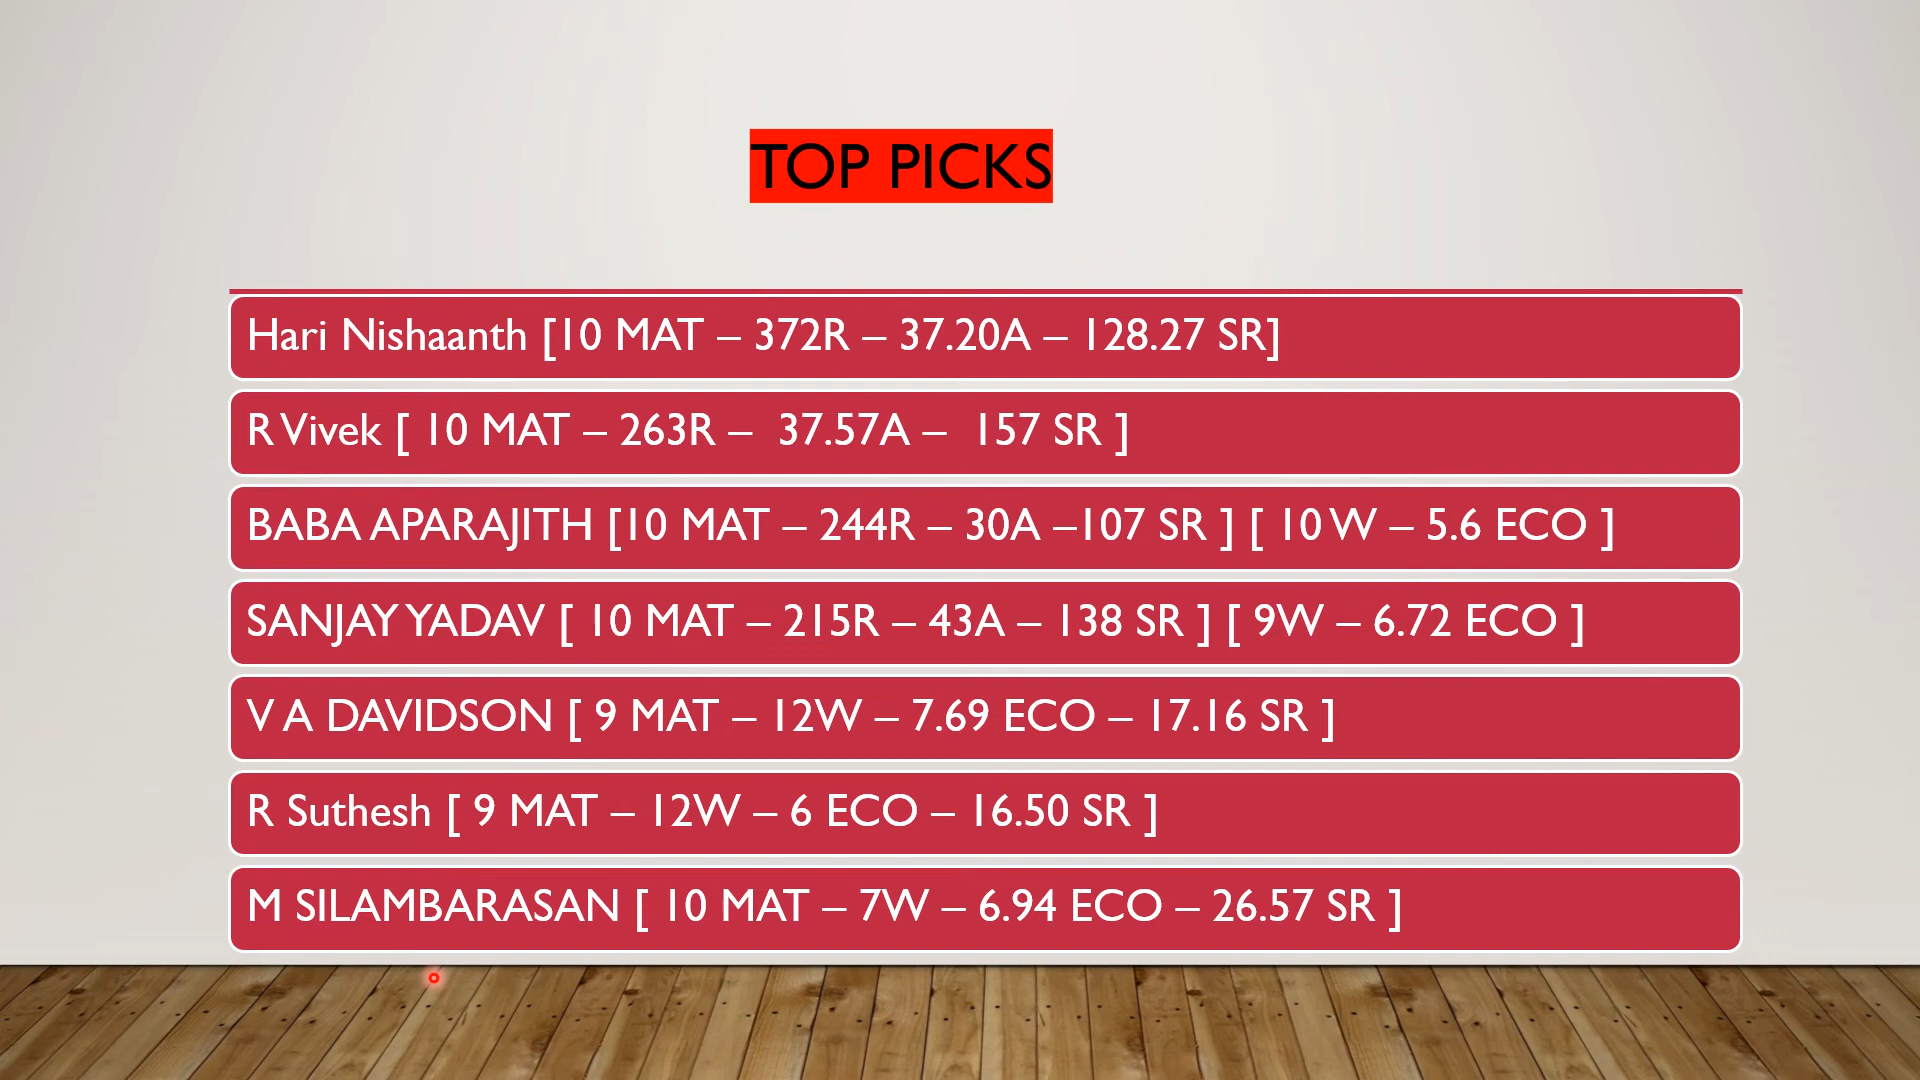 TOP PICKS
Hari Nishaanth [10 MAT – 372R – 37.20A – 128.27 SR]
R Vivek [ 10 MAT – 263R –  37.57A –  157 SR ]
BABA APARAJITH [10 MAT – 244R – 30A –107 SR ] [ 10 W – 5.6 ECO ]
SANJAY YADAV [ 10 MAT – 215R – 43A – 138 SR ] [ 9W – 6.72 ECO ]
V A DAVIDSON [ 9 MAT – 12W – 7.69 ECO – 17.16 SR ]
R Suthesh [ 9 MAT – 12W – 6 ECO – 16.50 SR ]
M SILAMBARASAN [ 10 MAT – 7W – 6.94 ECO – 26.57 SR ]